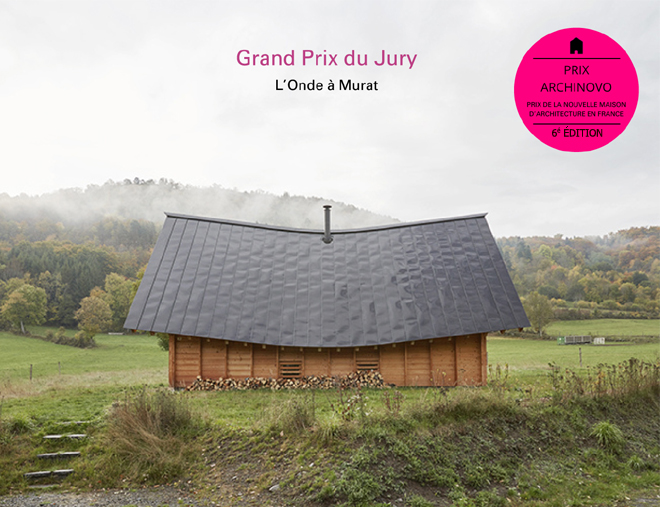 Grand Prix du Jury
L'Onde à Murat
PRIX
ARCHINOVO
PRIX DE LA NOUVELLE MAISON
D'ARCHITECTURE EN FRANCE
6e ÉDITION